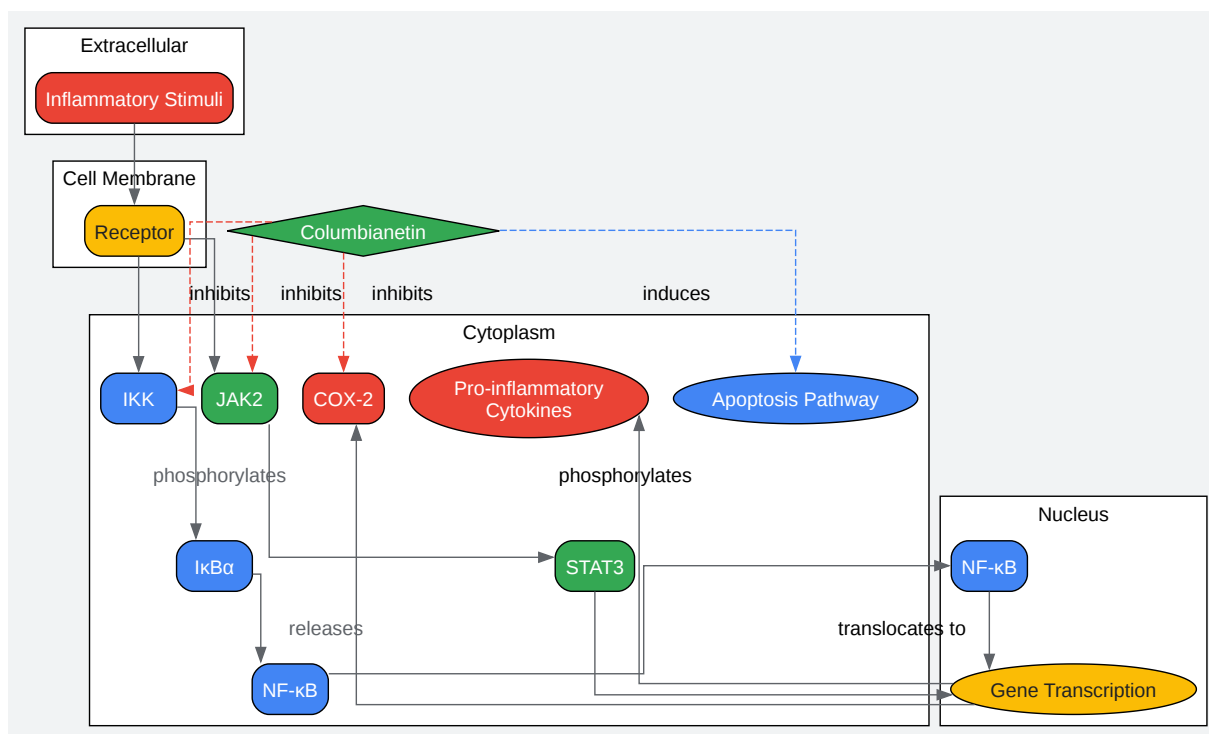 Extracellular
Inflammatory Stimuli
Cell Membrane
Receptor
Columbianetin
inhibits
inhibits
inhibits
induces
Cytoplasm
IKK
JAK2
COX-2
Pro-inflammatory
Cytokines
Apoptosis Pathway
phosphorylates
phosphorylates
Nucleus
IκBα
STAT3
NF-κB
releases
translocates to
NF-κB
Gene Transcription